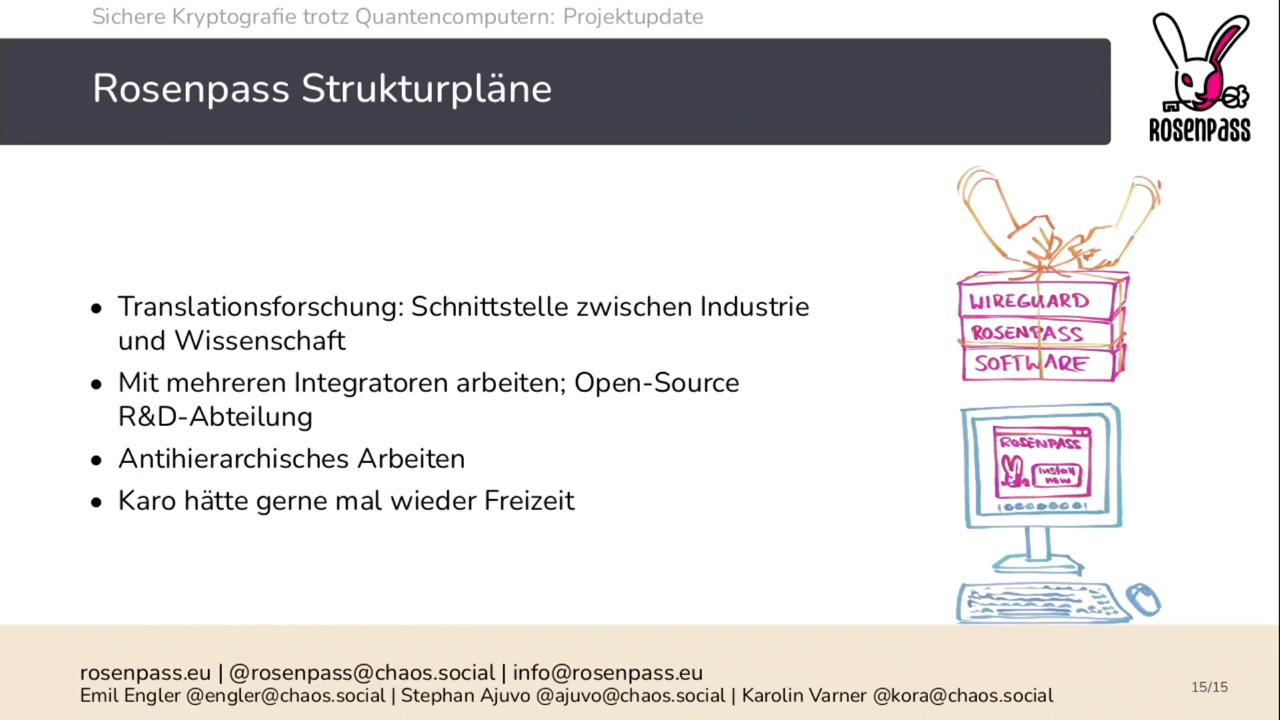 Sichere Kryptografie trotz Quantencomputern: Projektupdate
Rosenpass Strukturpläne
ROSENPASS
• Translationsforschung: Schnittstelle zwischen Industrie
und Wissenschaft
• Mit mehreren Integratoren arbeiten; Open-Source
R&D-Abteilung
• Antihierarchisches Arbeiten
• Karo hätte gerne mal wieder Freizeit
WIREGUARD
ROSENPASS
SOFTWARE
ROSENPASS
install
now
rosenpass.eu | @rosenpass@chaos.social | info@rosenpass.eu
Emil Engler @engler@chaos.social | Stephan Ajuvo @ajuvo@chaos.social | Karolin Varner @kora@chaos.social
15/15